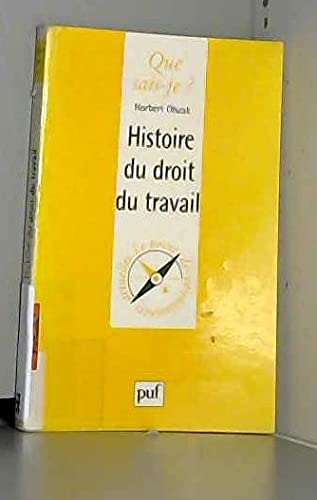 Que
sais-je?
Norbert Olszak
Histoire
du droit
du travail
puf